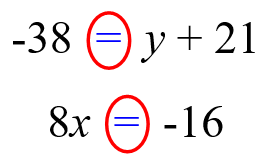 -38 = y + 21
8x = -16